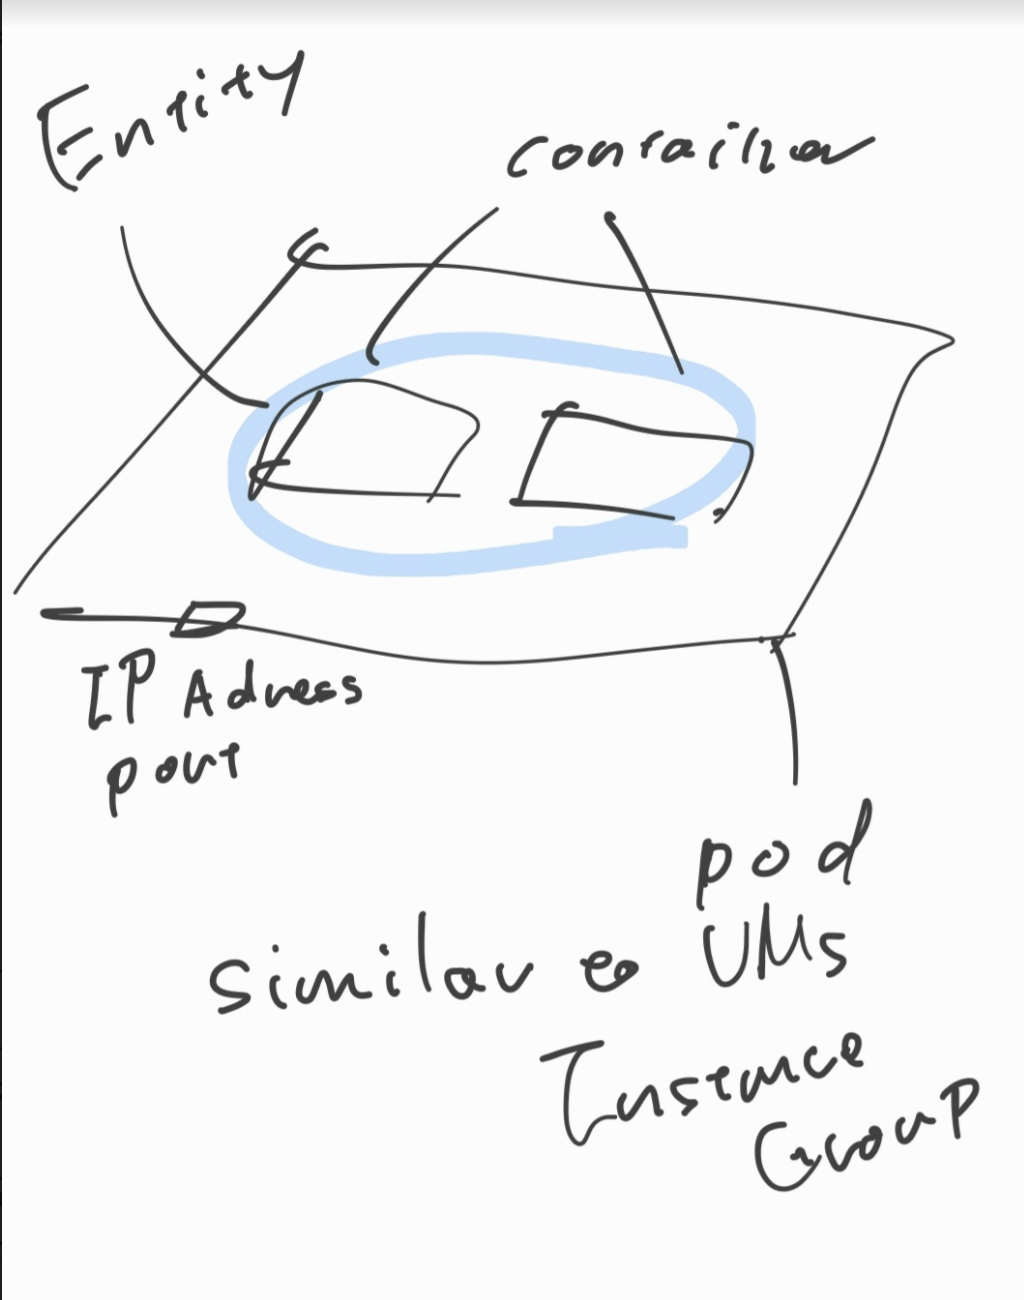 Entity
container
IP Adress
port
pod
similar to VMs
Instance
Group